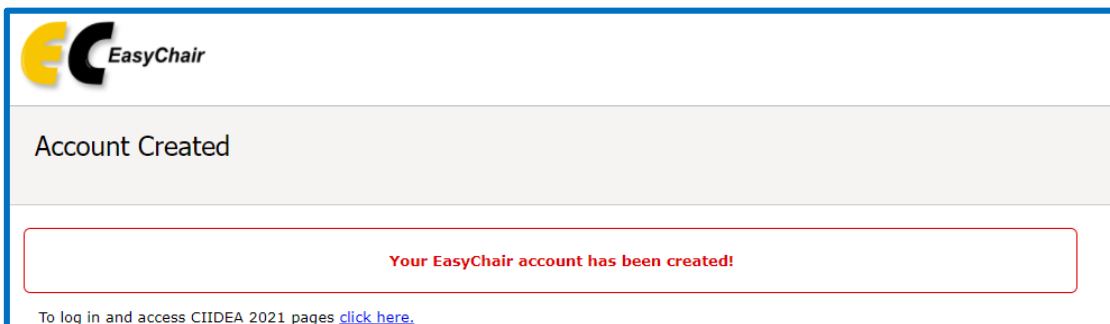 EC EasyChair
Account Created
Your EasyChair account has been created!
To log in and access CIIDEA 2021 pages click here.